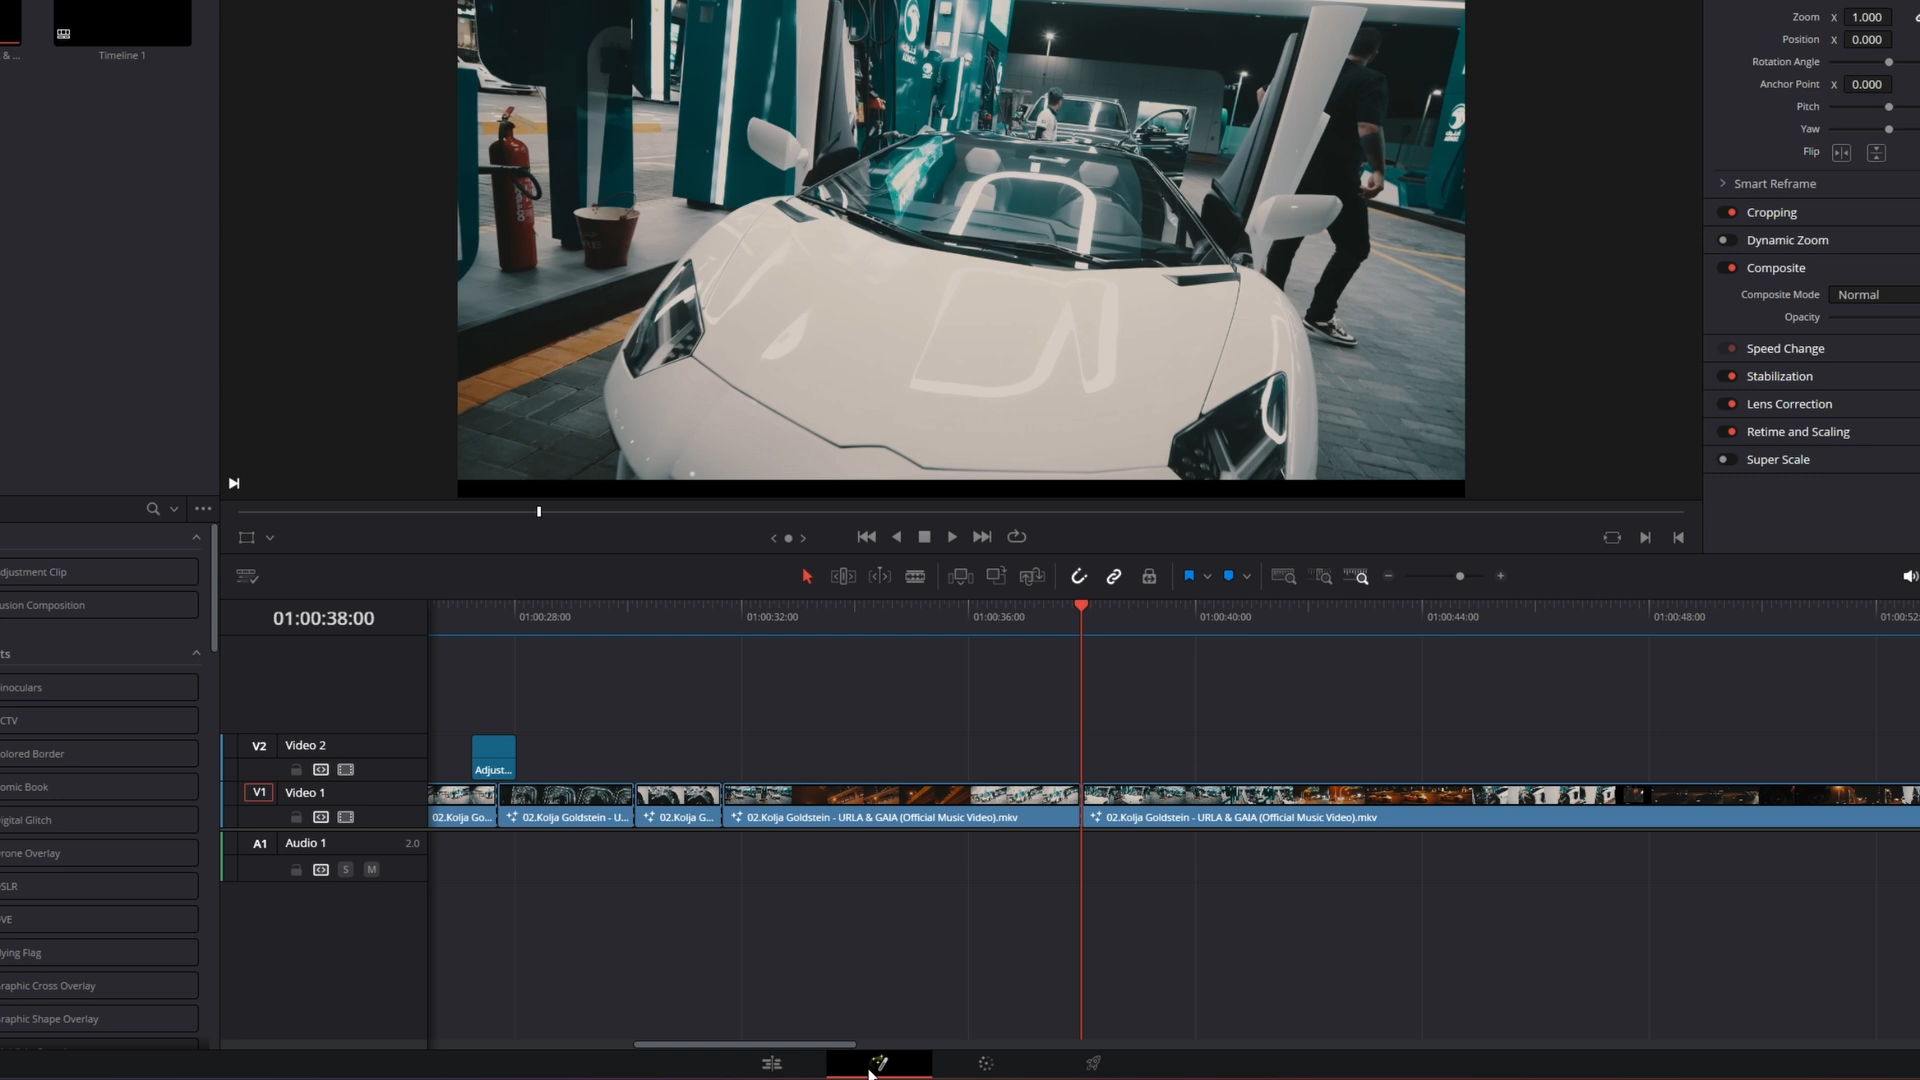 & ...
Timeline 1
Zoom X 1.000
Position X 0.000
Rotation Angle
Anchor Point X 0.000
Pitch
Yaw
Flip
Smart Reframe
Cropping
Dynamic Zoom
Composite
Composite Mode Normal
Opacity
Speed Change
Stabilization
Lens Correction
Retime and Scaling
Super Scale
djustment Clip
usion Composition
ts
inoculars
CTV
olored Border
omic Book
igital Glitch
rone Overlay
SLR
VE
lying Flag
raphic Cross Overlay
raphic Shape Overlay
01:00:38:00
01:00:28:00
01:00:32:00
01:00:36:00
01:00:40:00
01:00:44:00
01:00:48:00
01:00:52:
V2 Video 2
Adjust...
V1 Video 1
02.Kolja Go...
02.Kolja Goldstein - U...
02.Kolja G...
02.Kolja Goldstein - URLA & GAIA (Official Music Video).mkv
02.Kolja Goldstein - URLA & GAIA (Official Music Video).mkv
A1 Audio 1 2.0
S M